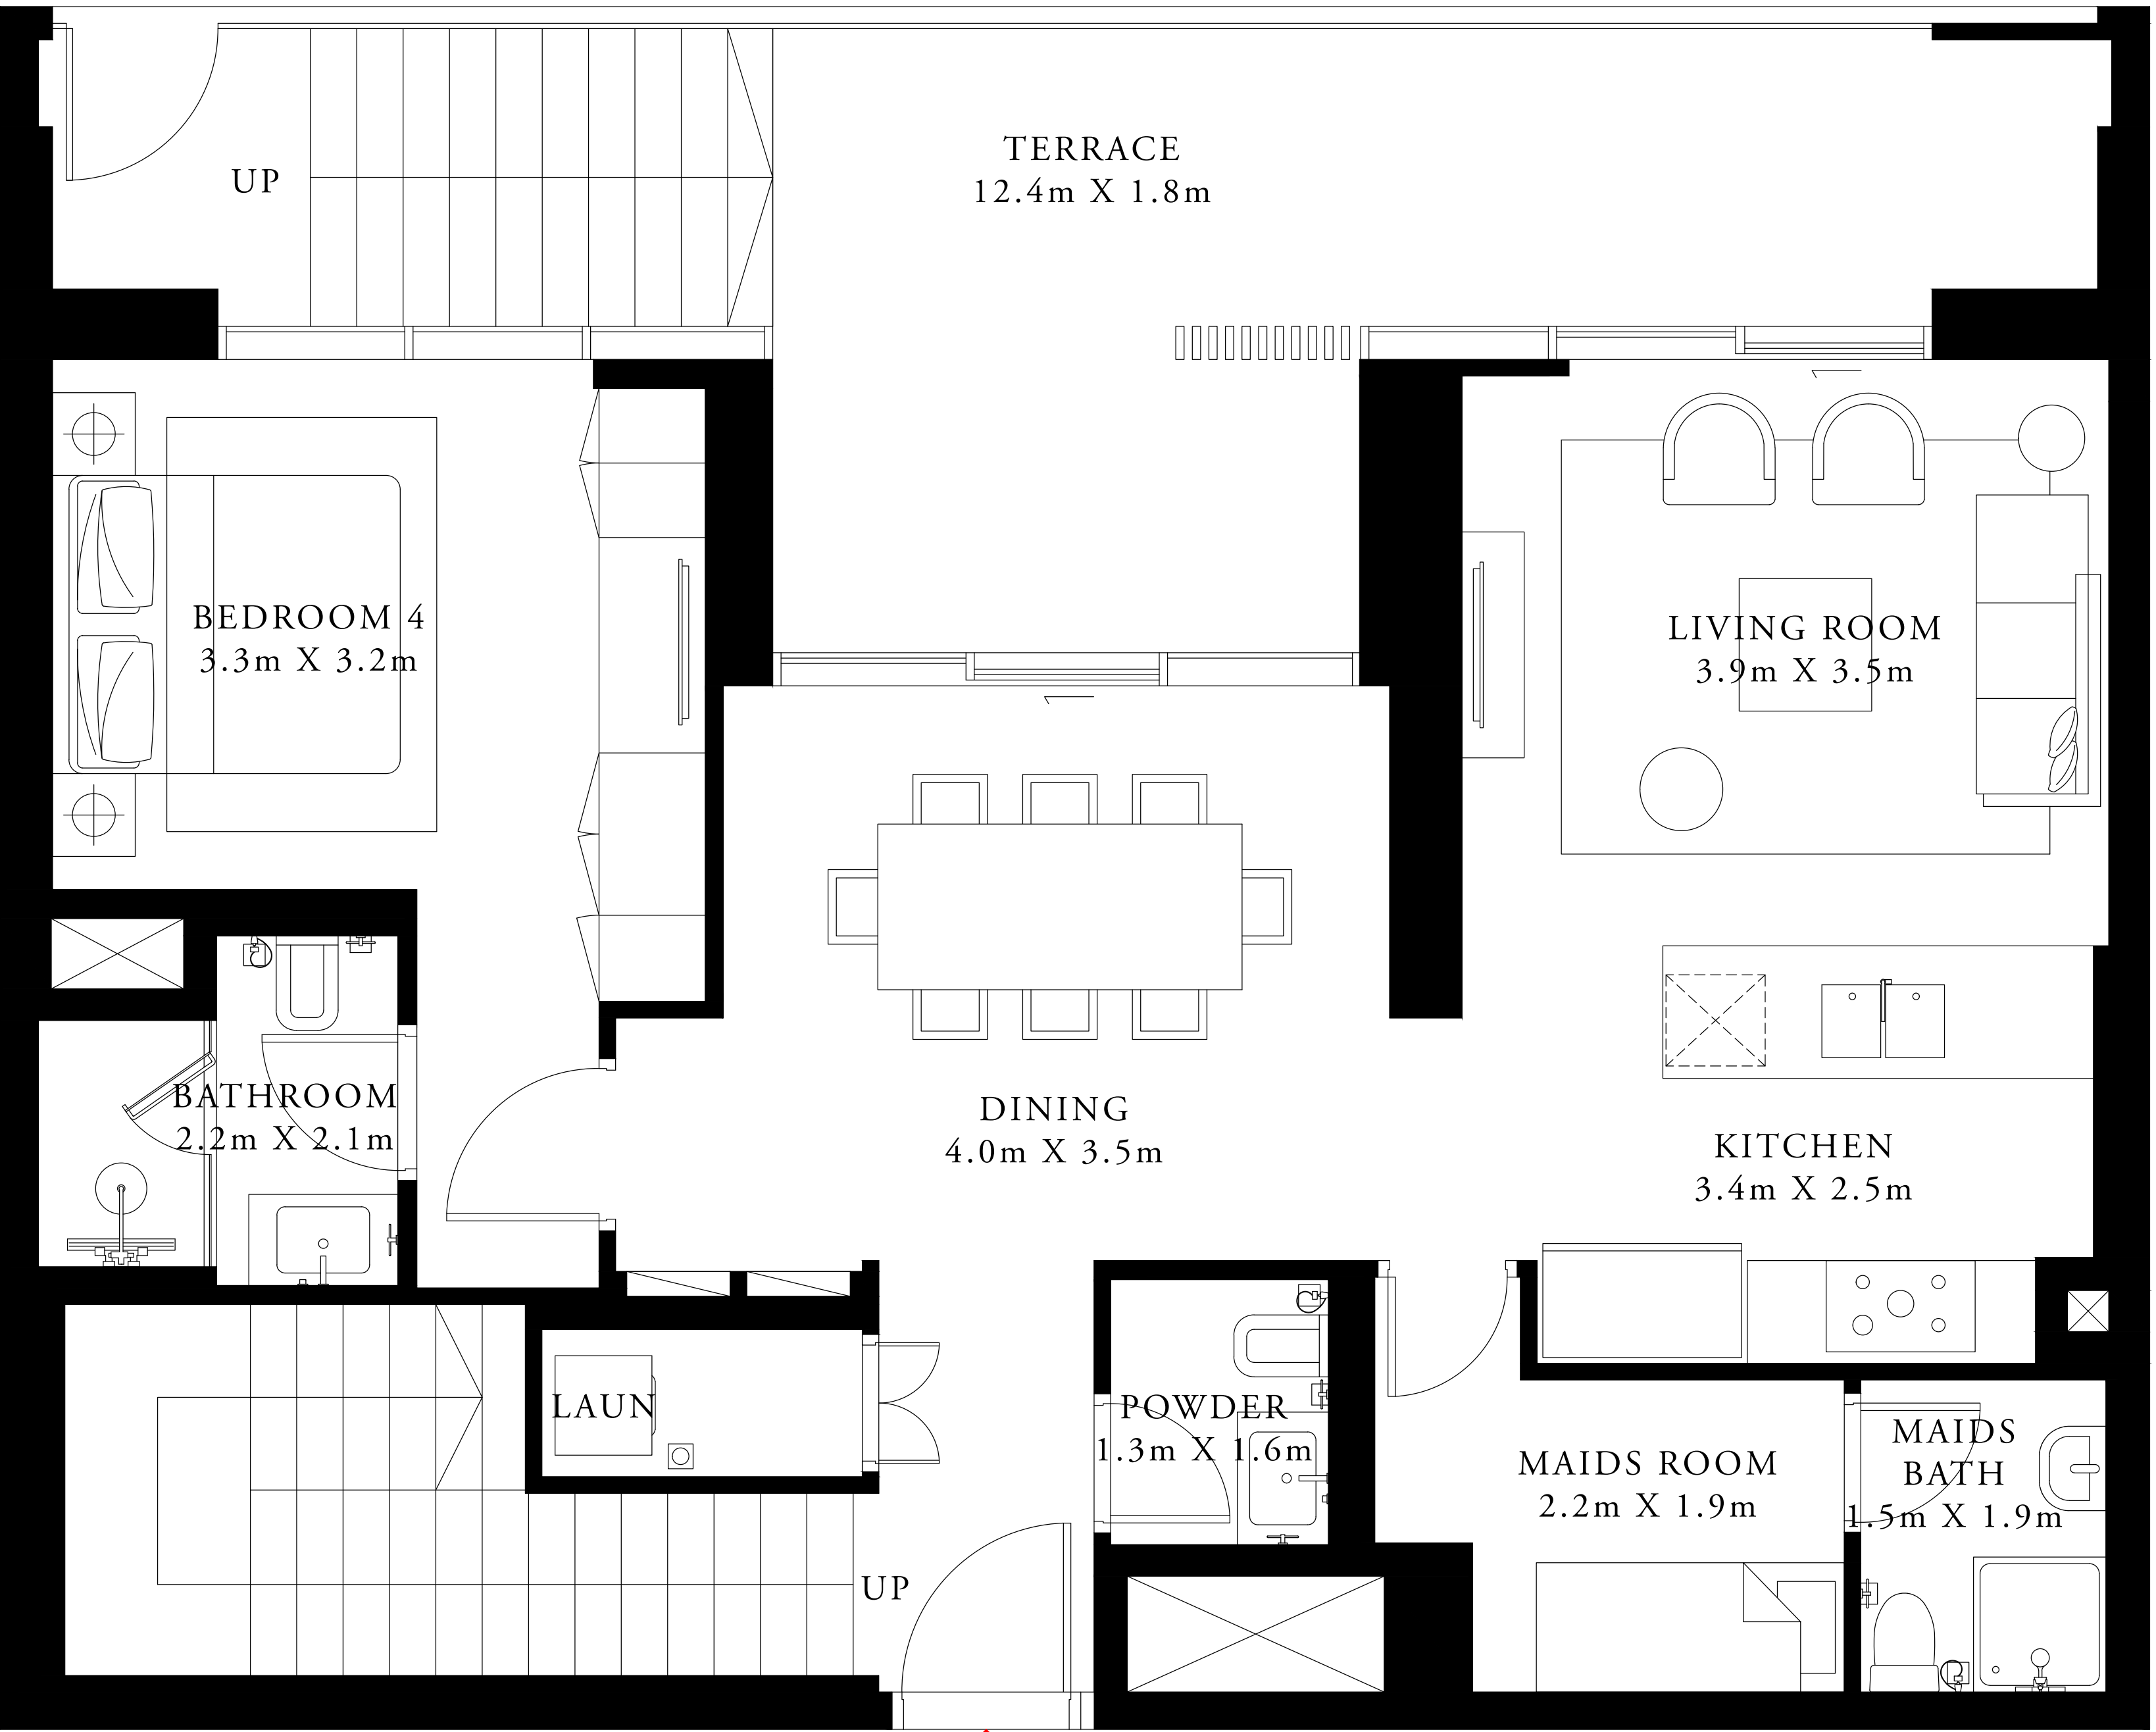 UP
TERRACE
12.4m X 1.8m
BEDROOM 4
3.3m X 3.2m
LIVING ROOM
3.9m X 3.5m
BATHROOM
2.2m X 2.1m
DINING
4.0m X 3.5m
KITCHEN
3.4m X 2.5m
LAUN
POWDER
1.3m X 1.6m
MAIDS ROOM
2.2m X 1.9m
MAIDS
BATH
1.5m X 1.9m
UP